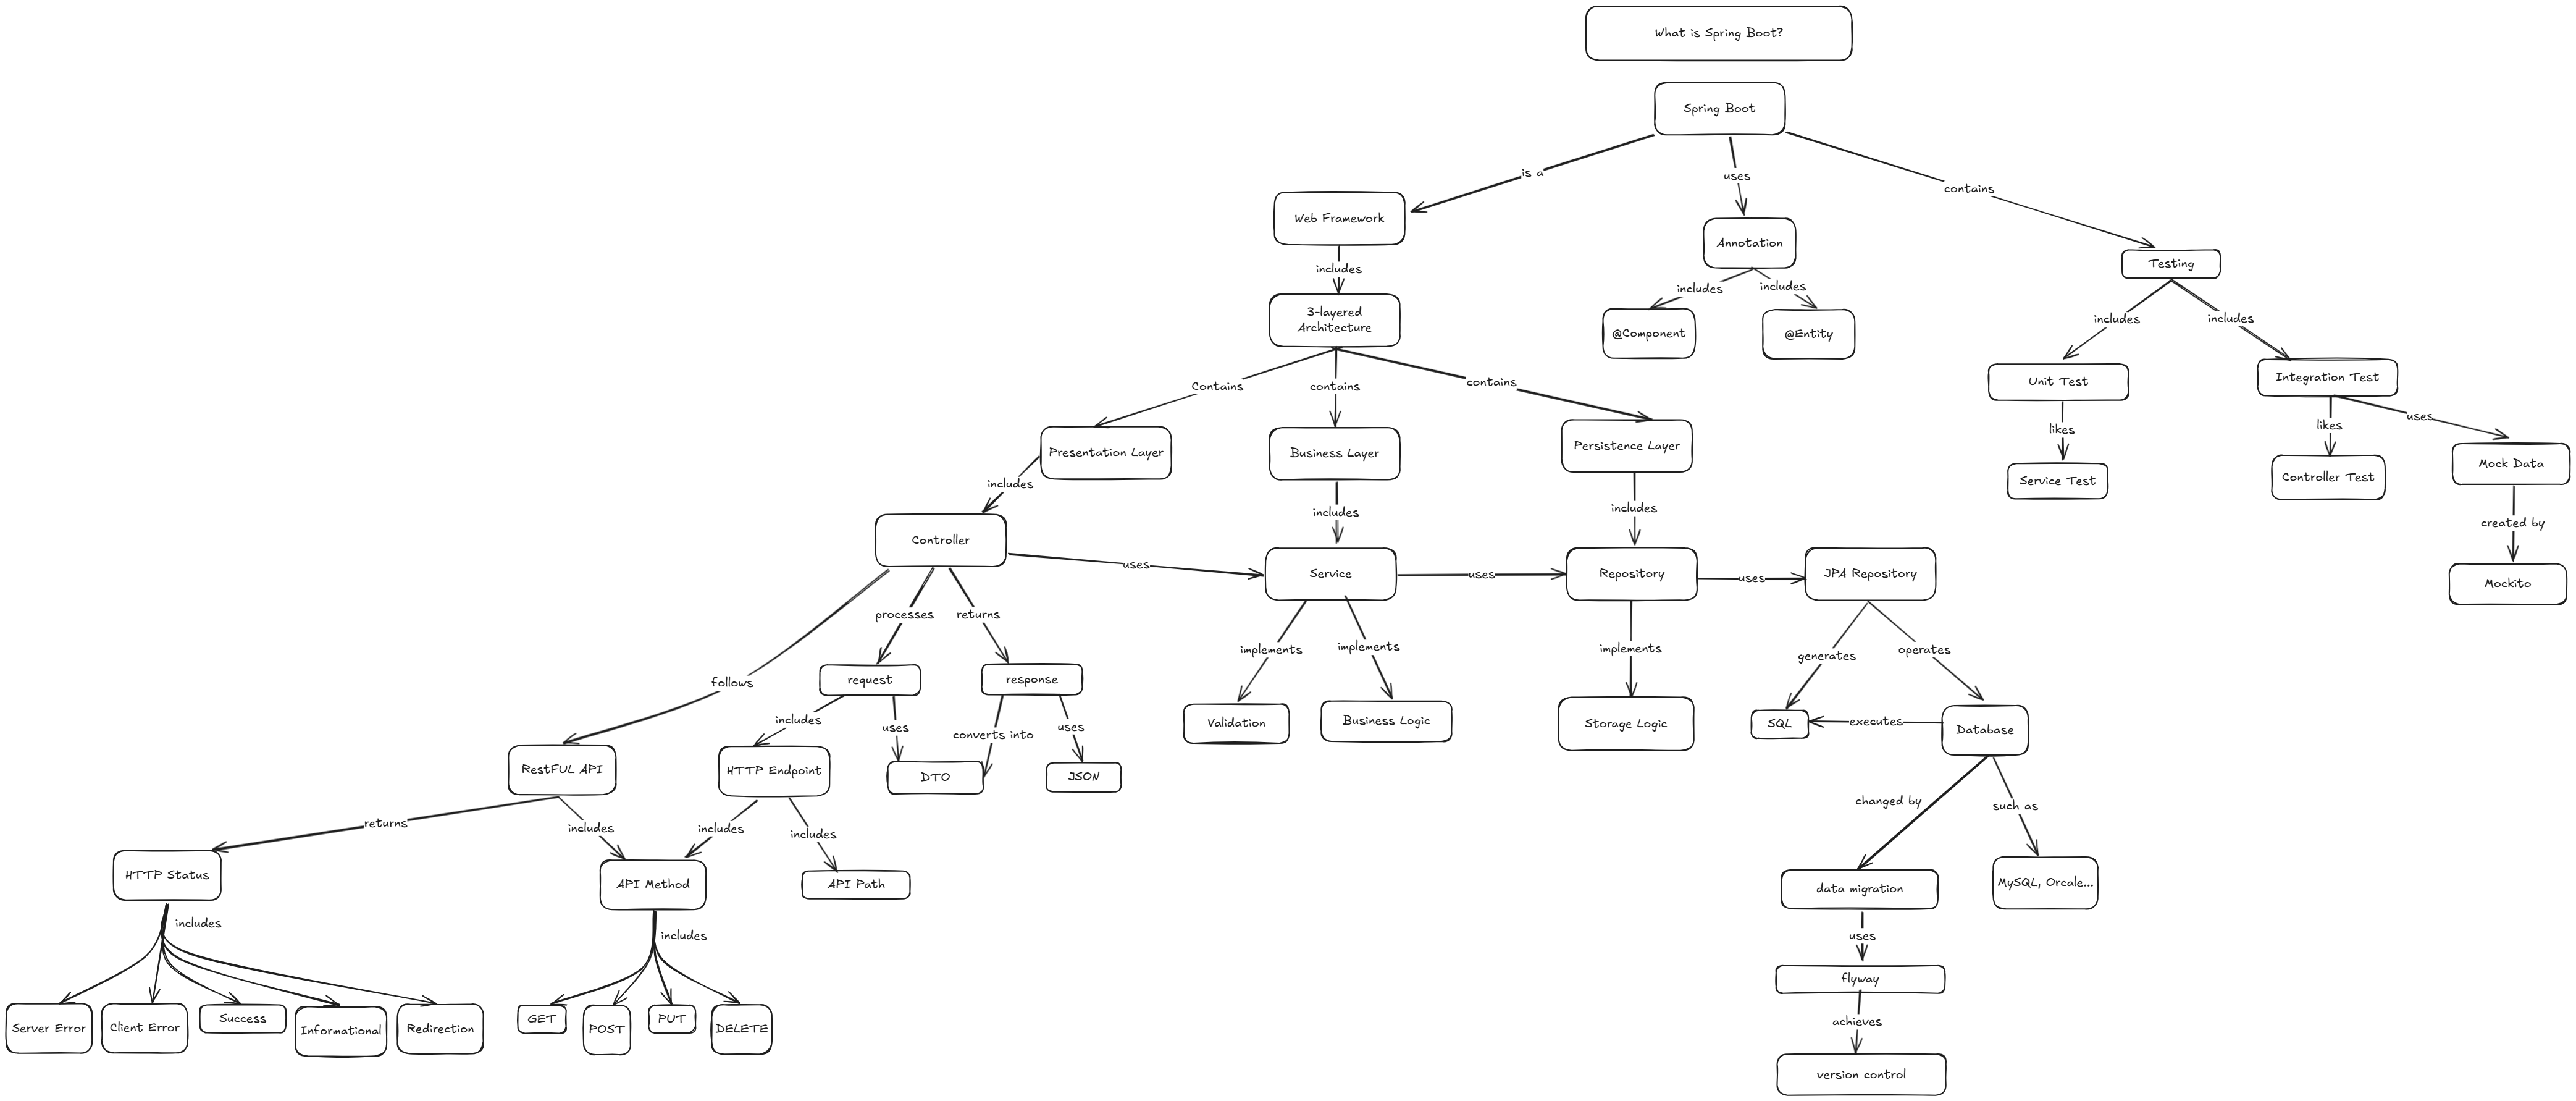 What is Spring Boot?
Spring Boot
is a
uses
contains
Web Framework
Annotation
Testing
includes
includes
includes
includes
includes
3-layered
Architecture
@Component
@Entity
Unit Test
Integration Test
Contains
contains
contains
likes
likes
uses
Presentation Layer
Business Layer
Persistence Layer
Service Test
Controller Test
Mock Data
includes
includes
includes
created by
Controller
uses
Service
uses
Repository
uses
JPA Repository
Mockito
processes
returns
implements
implements
implements
generates
operates
follows
request
response
includes
uses
converts into
uses
Validation
Business Logic
Storage Logic
SQL
executes
Database
RestFUL API
HTTP Endpoint
DTO
JSON
changed by
such as
returns
includes
includes
includes
HTTP Status
API Method
API Path
data migration
MySQL, Orcale...
includes
includes
uses
flyway
Server Error
Client Error
Success
Informational
Redirection
GET
POST
PUT
DELETE
achieves
version control